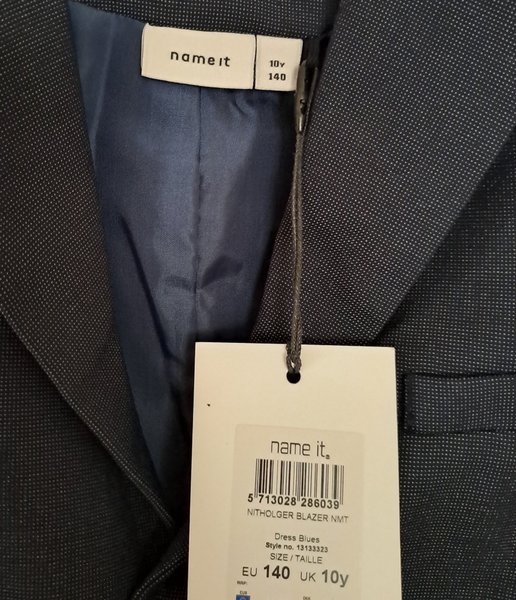 name it
10Y
140
name it.
5 713028 286039
NITHOLGER BLAZER NMT
Dress Blues
Style no. 13133323
SIZE / TAILLE
EU 140 UK 10y